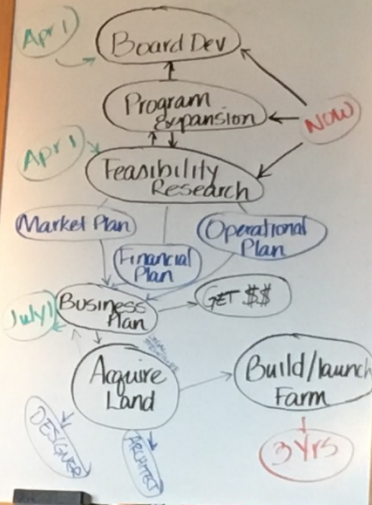 Apr 1
Board Dev
Program
Expansion
NOW
Apr 1
Feasibility
Research
Market Plan
Operational
Plan
Financial
Plan
GET $$
July 1
Business
Plan
Acquire
Land
Build/launch
Farm
DESIGNER
ARCHITECT
3 Yrs